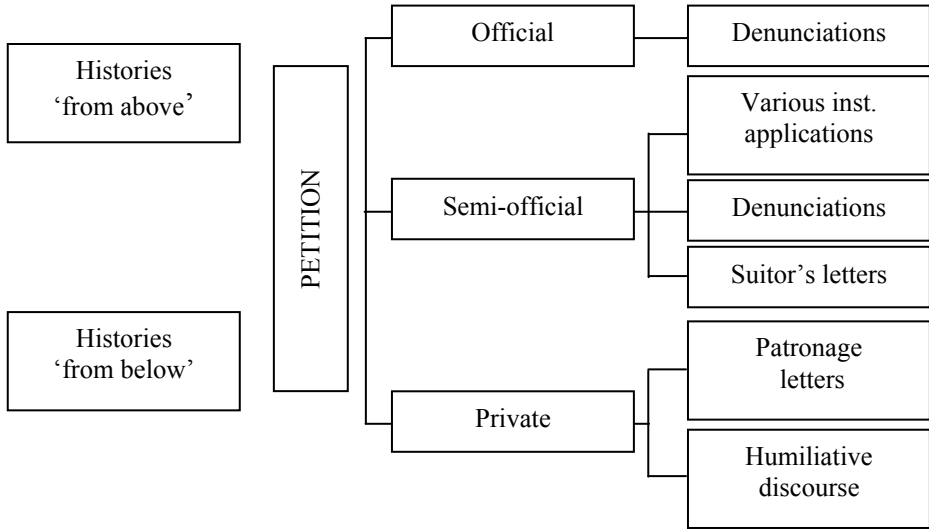 Histories
‘from above’
Histories
‘from below’
PETITION
Official
Semi-official
Private
Denunciations
Various inst.
applications
Denunciations
Suitor’s letters
Patronage
letters
Humiliative
discourse